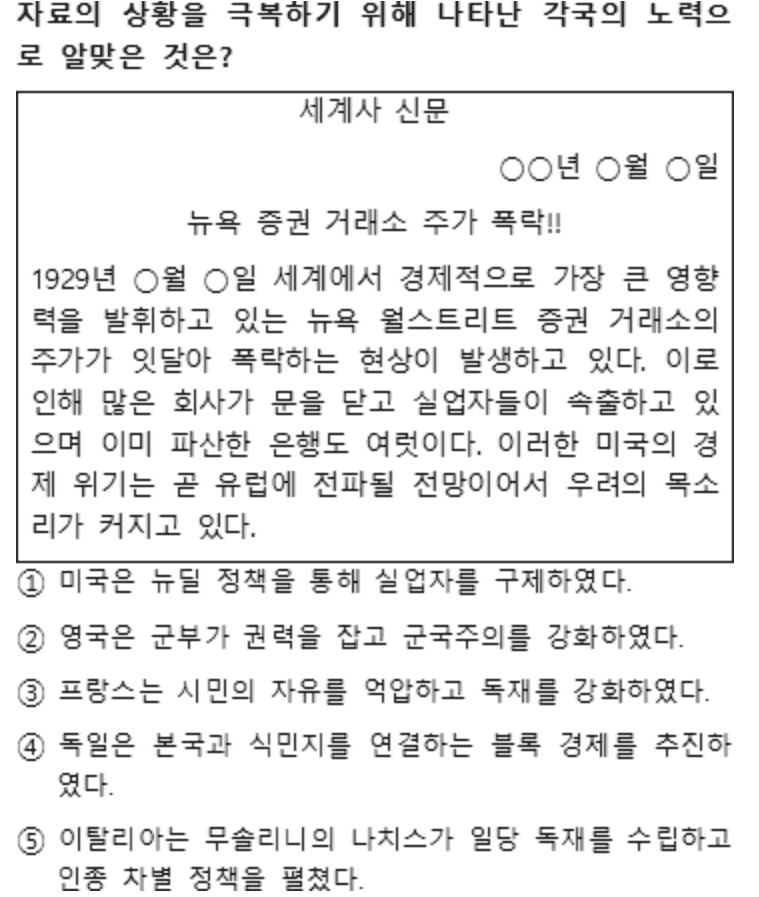 자료의 상황을 극복하기 위해 나타난 각국의 노력으
로 알맞은 것은?
세계사 신문
○○년 ○월 ○일
뉴욕 증권 거래소 주가 폭락!!
1929년 ○월 ○일 세계에서 경제적으로 가장 큰 영향
력을 발휘하고 있는 뉴욕 월스트리트 증권 거래소의
주가가 잇달아 폭락하는 현상이 발생하고 있다. 이로
인해 많은 회사가 문을 닫고 실업자들이 속출하고 있
으며 이미 파산한 은행도 여럿이다. 이러한 미국의 경
제 위기는 곧 유럽에 전파될 전망이어서 우려의 목소
리가 커지고 있다.
① 미국은 뉴딜 정책을 통해 실업자를 구제하였다.
② 영국은 군부가 권력을 잡고 군국주의를 강화하였다.
③ 프랑스는 시민의 자유를 억압하고 독재를 강화하였다.
④ 독일은 본국과 식민지를 연결하는 블록 경제를 추진하
였다.
⑤ 이탈리아는 무솔리니의 나치스가 일당 독재를 수립하고
인종 차별 정책을 펼쳤다.